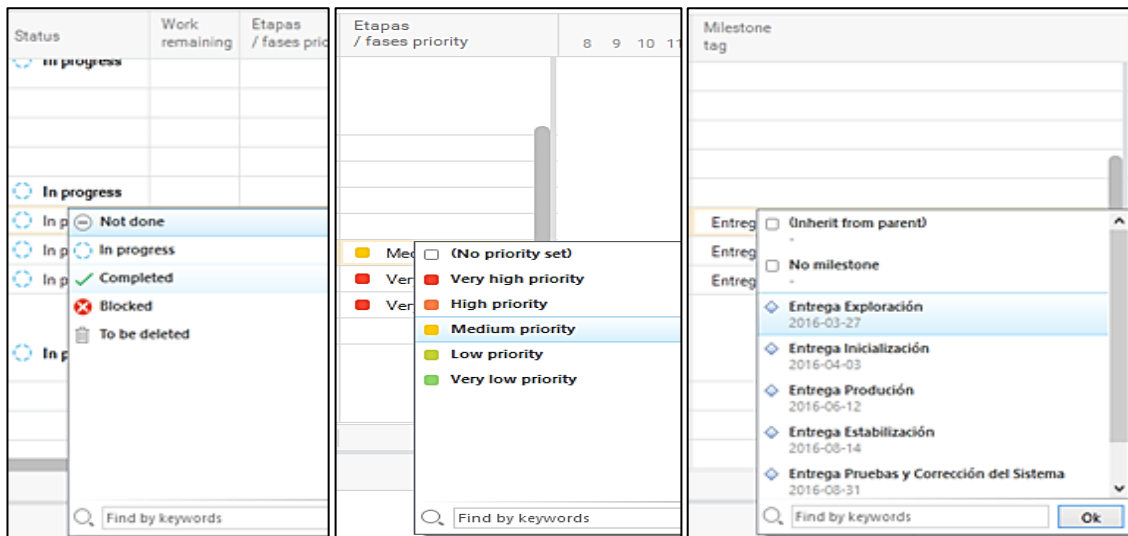 Status
Work
remaining
Etapas
/ fases pric
In progress
In progress
In p
Not done
In p
In progress
In p
Completed
Blocked
To be deleted
In p
Find by keywords
Etapas
/ fases priority
8 9 10 11
Med
(No priority set)
Ver
Very high priority
Ver
High priority
Medium priority
Low priority
Very low priority
Find by keywords
Milestone
tag
Entreg
(Inherit from parent)
-
Entreg
No milestone
-
Entreg
Entrega Exploración
2016-03-27
Entrega Inicialización
2016-04-03
Entrega Produción
2016-06-12
Entrega Estabilización
2016-08-14
Entrega Pruebas y Corrección del Sistema
2016-08-31
Find by keywords
Ok